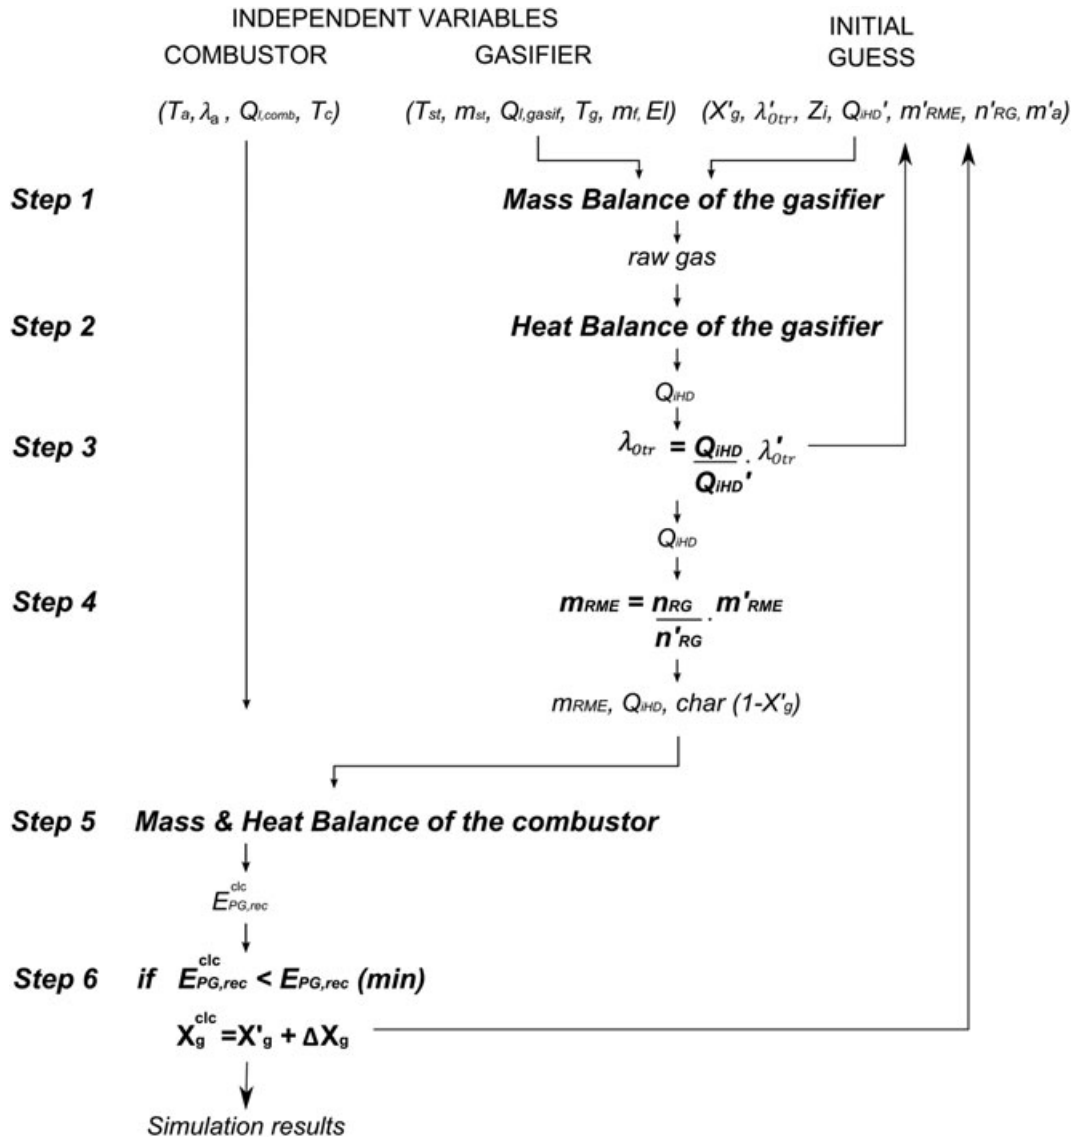 INDEPENDENT VARIABLES
INITIAL
COMBUSTOR GASIFIER GUESS
(Ta, λa, Ql,comb, Tc) (Tst, mst, Ql,gasif, Tg, mf, El) (X'g, λ'Otr, Zi, QiHD', m'RME, n'RG, m'a)
Step 1 Mass Balance of the gasifier
raw gas
Step 2 Heat Balance of the gasifier
QiHD
Step 3 λOtr = QiHD / QiHD' . λ'Otr
QiHD
Step 4 mRME = nRG / n'RG . m'RME
mRME, QiHD, char (1-X'g)
Step 5 Mass & Heat Balance of the combustor
E clc PG,rec
Step 6 if E clc PG,rec < EPG,rec (min)
X clc g =X'g + ΔXg
Simulation results